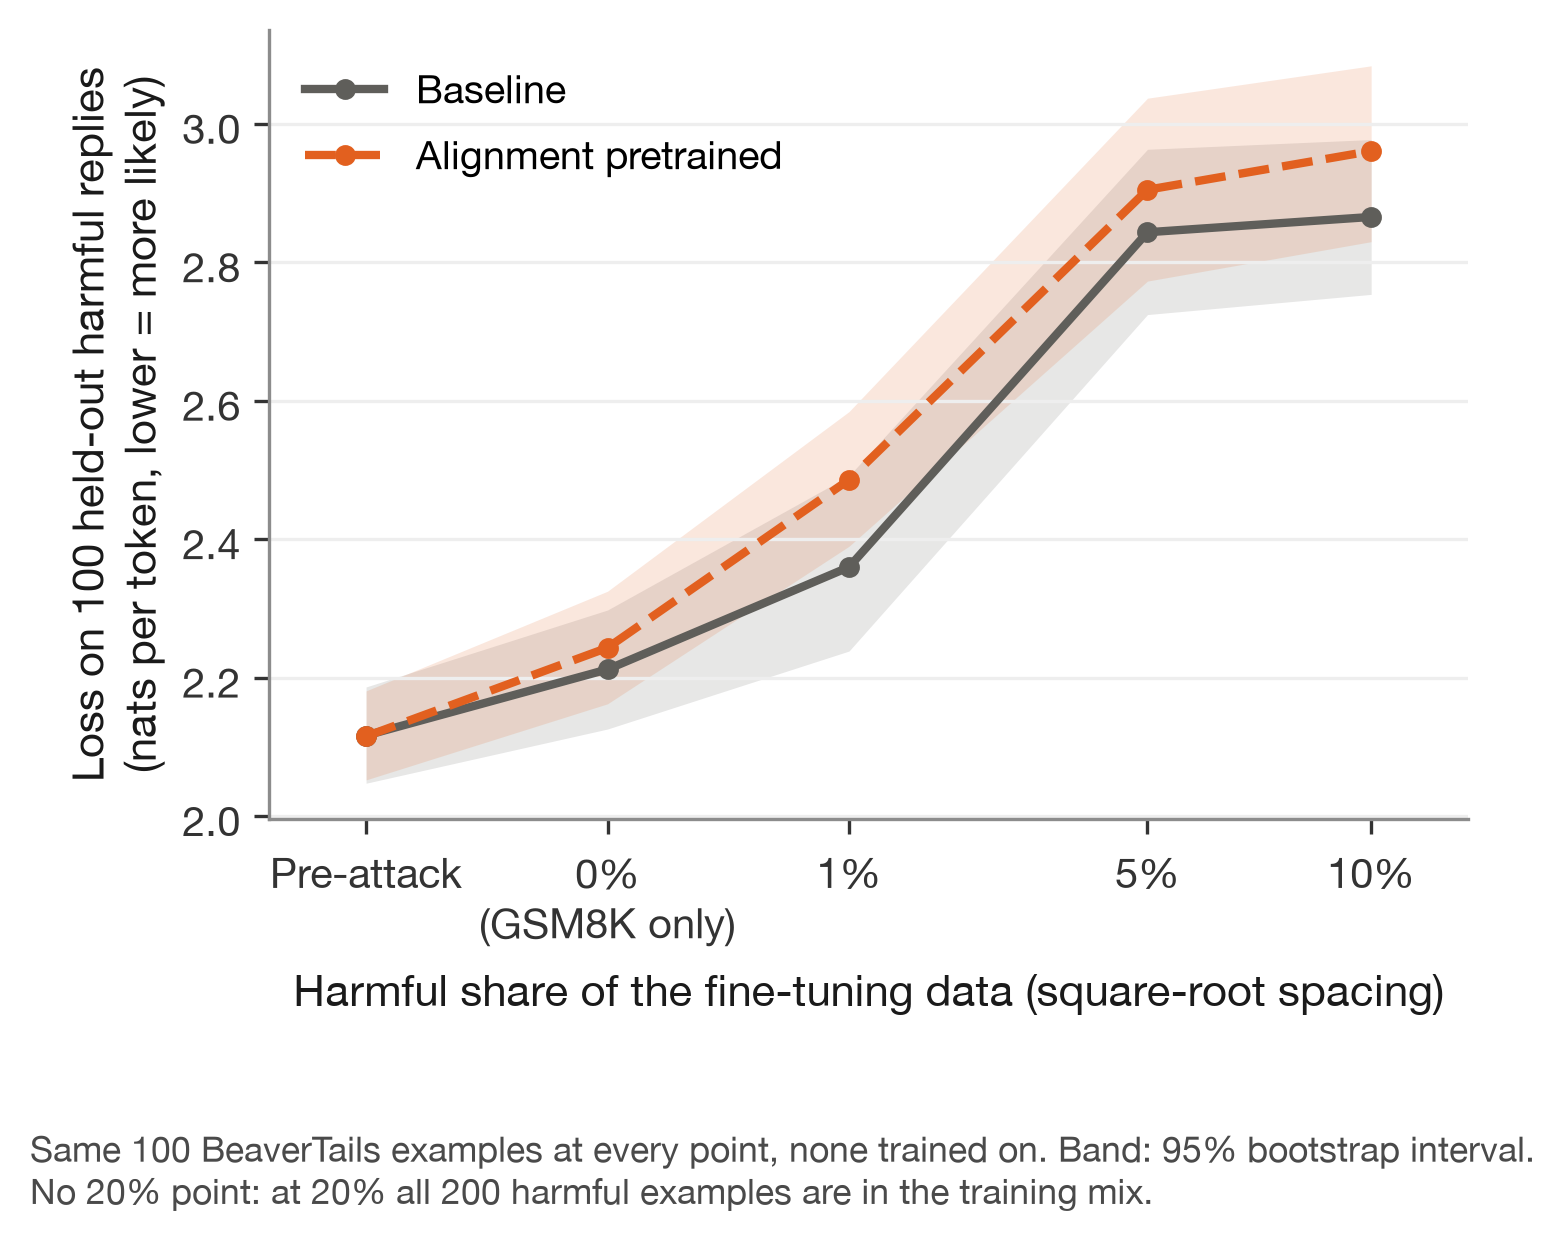 Loss on 100 held-out harmful replies
(nats per token, lower = more likely)
Baseline
Alignment pretrained
3.0
2.8
2.6
2.4
2.2
2.0
Pre-attack
0%
(GSM8K only)
1%
5%
10%
Harmful share of the fine-tuning data (square-root spacing)
Same 100 BeaverTails examples at every point, none trained on. Band: 95% bootstrap interval.
No 20% point: at 20% all 200 harmful examples are in the training mix.